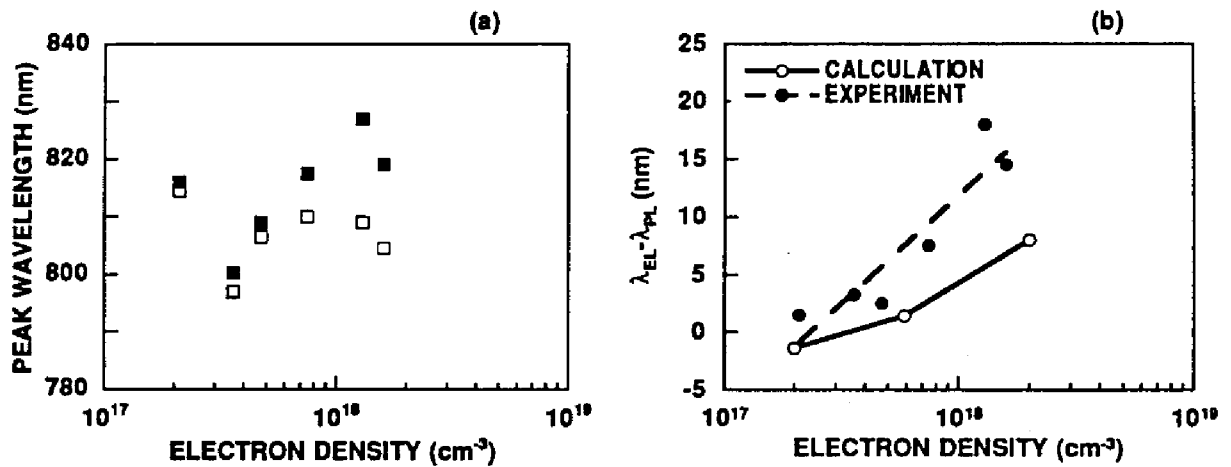 (a)
PEAK WAVELENGTH (nm)
840
820
800
780
10¹⁷
10¹⁸
10¹⁹
ELECTRON DENSITY (cm⁻³)
(b)
λEL-λPL (nm)
25
20
15
10
5
0
-5
CALCULATION
EXPERIMENT
10¹⁷
10¹⁸
10¹⁹
ELECTRON DENSITY (cm⁻³)